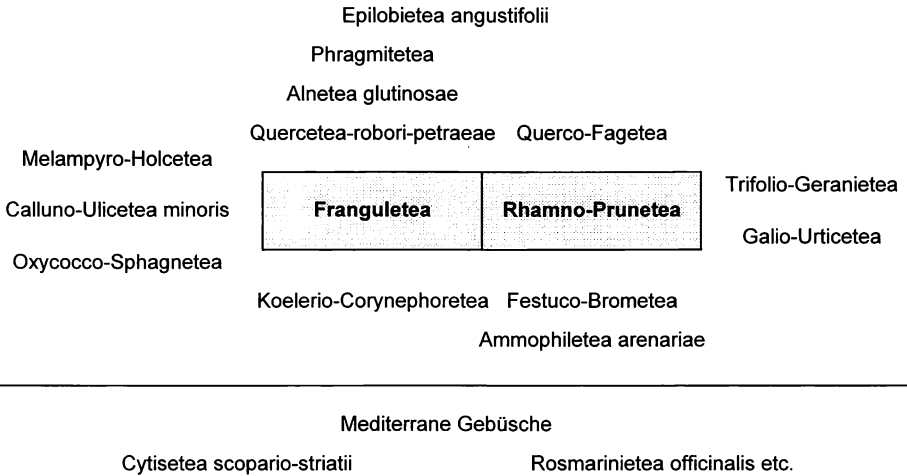 Epilobietea angustifolii
Phragmitetea
Alnetea glutinosae
Quercetea-robori-petraeae Querco-Fagetea
Melampyro-Holcetea
Trifolio-Geranietea
Calluno-Ulicetea minoris Franguletea Rhamno-Prunetea
Galio-Urticetea
Oxycocco-Sphagnetea
Koelerio-Corynephoretea Festuco-Brometea
Ammophiletea arenariae
Mediterrane Gebüsche
Cytisetea scopario-striatii Rosmarinietea officinalis etc.